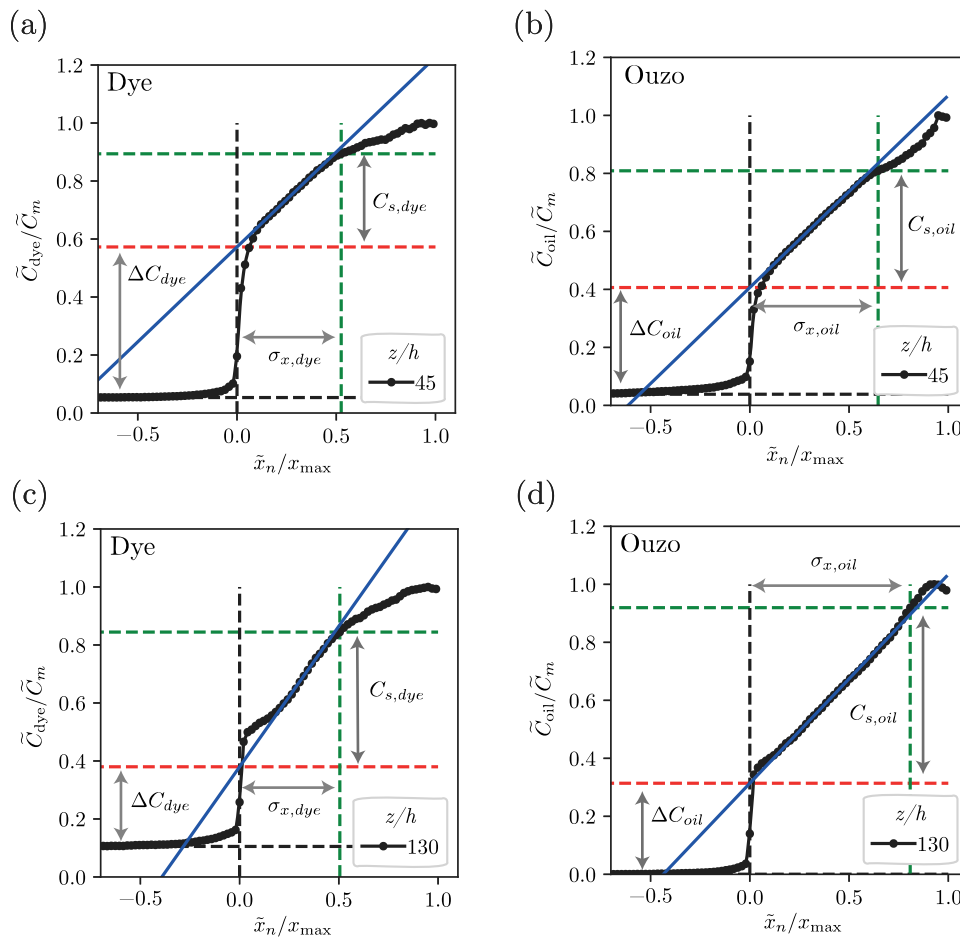 (a)
Dye
1.2
1.0
0.8
0.6
0.4
0.2
0.0
C̃dye/C̃m
Cs,dye
ΔCdye
σx,dye
z/h
45
−0.5 0.0 0.5 1.0
x̃n/xmax
(b)
Ouzo
1.2
1.0
0.8
0.6
0.4
0.2
0.0
C̃oil/C̃m
Cs,oil
ΔCoil
σx,oil
z/h
45
−0.5 0.0 0.5 1.0
x̃n/xmax
(c)
Dye
1.2
1.0
0.8
0.6
0.4
0.2
0.0
C̃dye/C̃m
Cs,dye
ΔCdye
σx,dye
z/h
130
−0.5 0.0 0.5 1.0
x̃n/xmax
(d)
Ouzo
1.2
1.0
0.8
0.6
0.4
0.2
0.0
C̃oil/C̃m
σx,oil
Cs,oil
ΔCoil
z/h
130
−0.5 0.0 0.5 1.0
x̃n/xmax